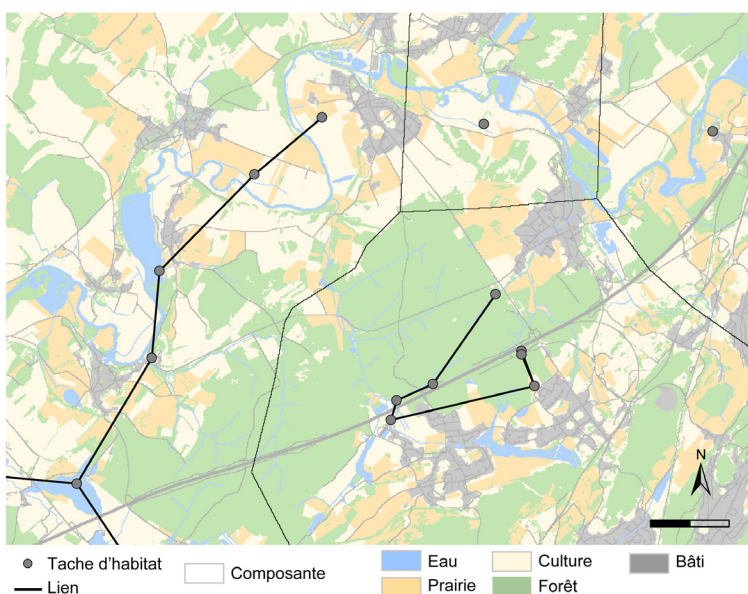 N
Tache d'habitat
Lien
Composante
Eau
Prairie
Culture
Forêt
Bâti